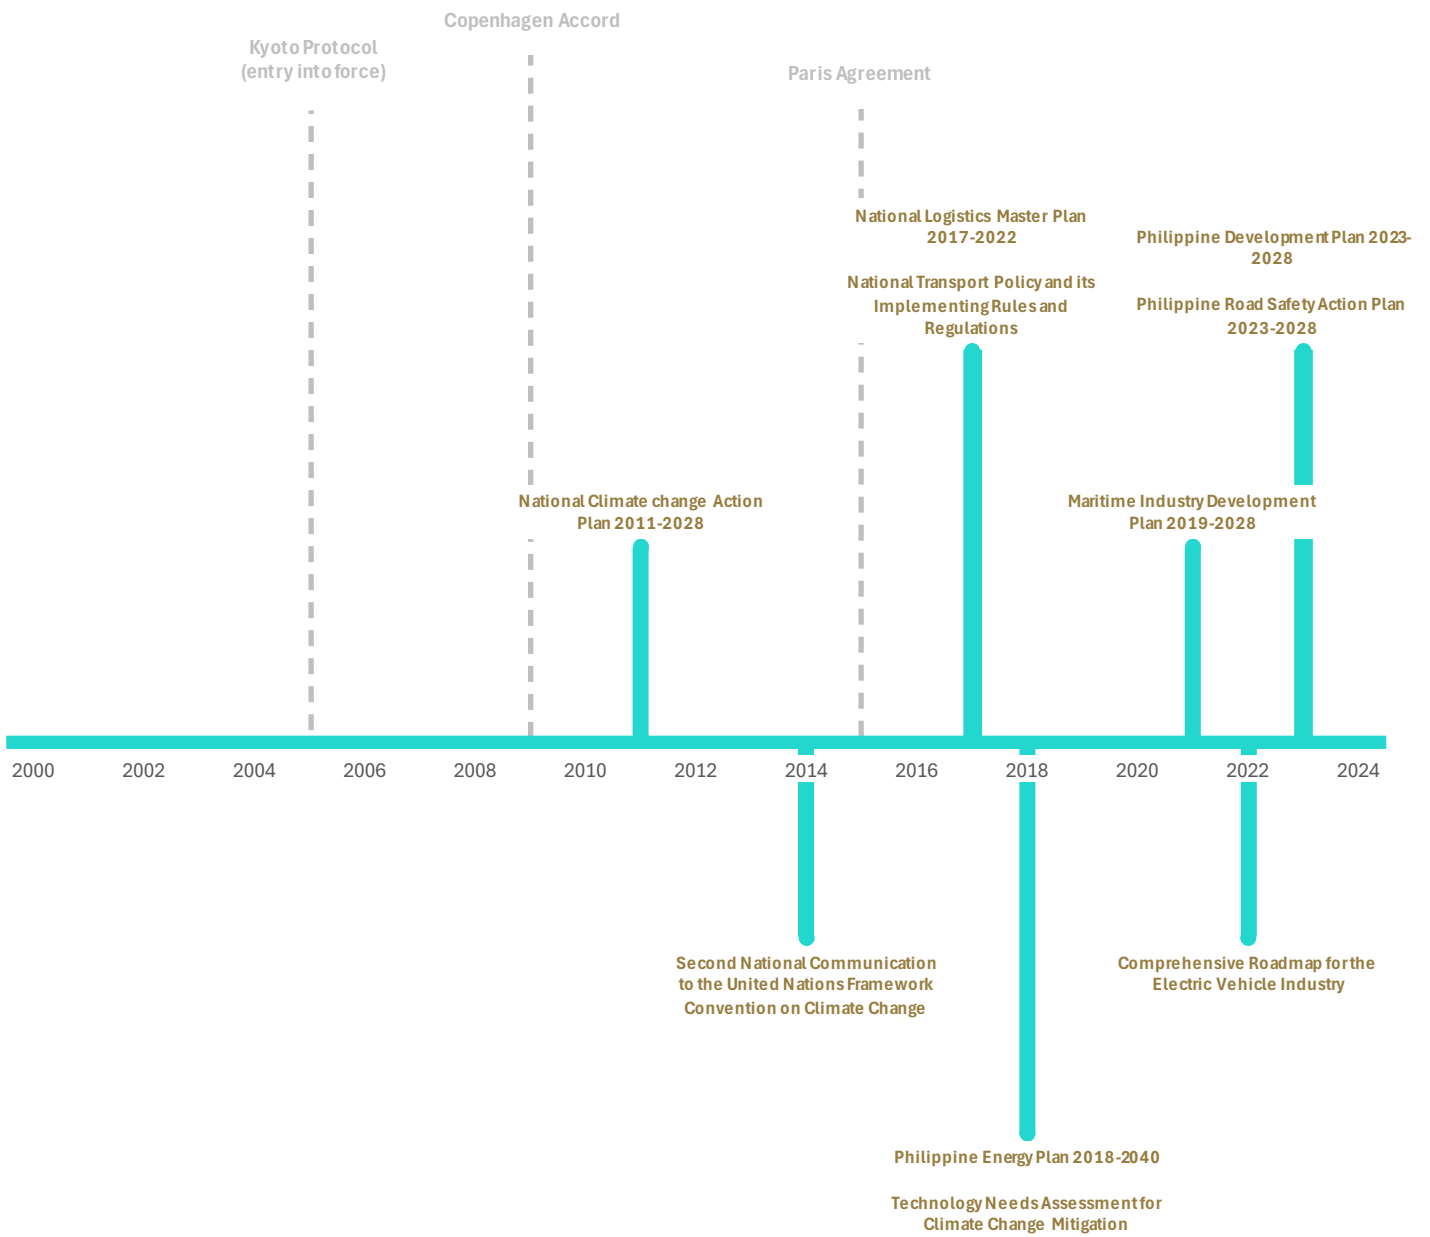 Copenhagen Accord
Kyoto Protocol
(entry into force)
Paris Agreement
National Logistics Master Plan
2017-2022
National Transport Policy and its
Implementing Rules and
Regulations
Philippine Development Plan 2023-
2028
Philippine Road Safety Action Plan
2023-2028
National Climate change Action
Plan 2011-2028
Maritime Industry Development
Plan 2019-2028
2000 2002 2004 2006 2008 2010 2012 2014 2016 2018 2020 2022 2024
Second National Communication
to the United Nations Framework
Convention on Climate Change
Comprehensive Roadmap for the
Electric Vehicle Industry
Philippine Energy Plan 2018-2040
Technology Needs Assessment for
Climate Change Mitigation